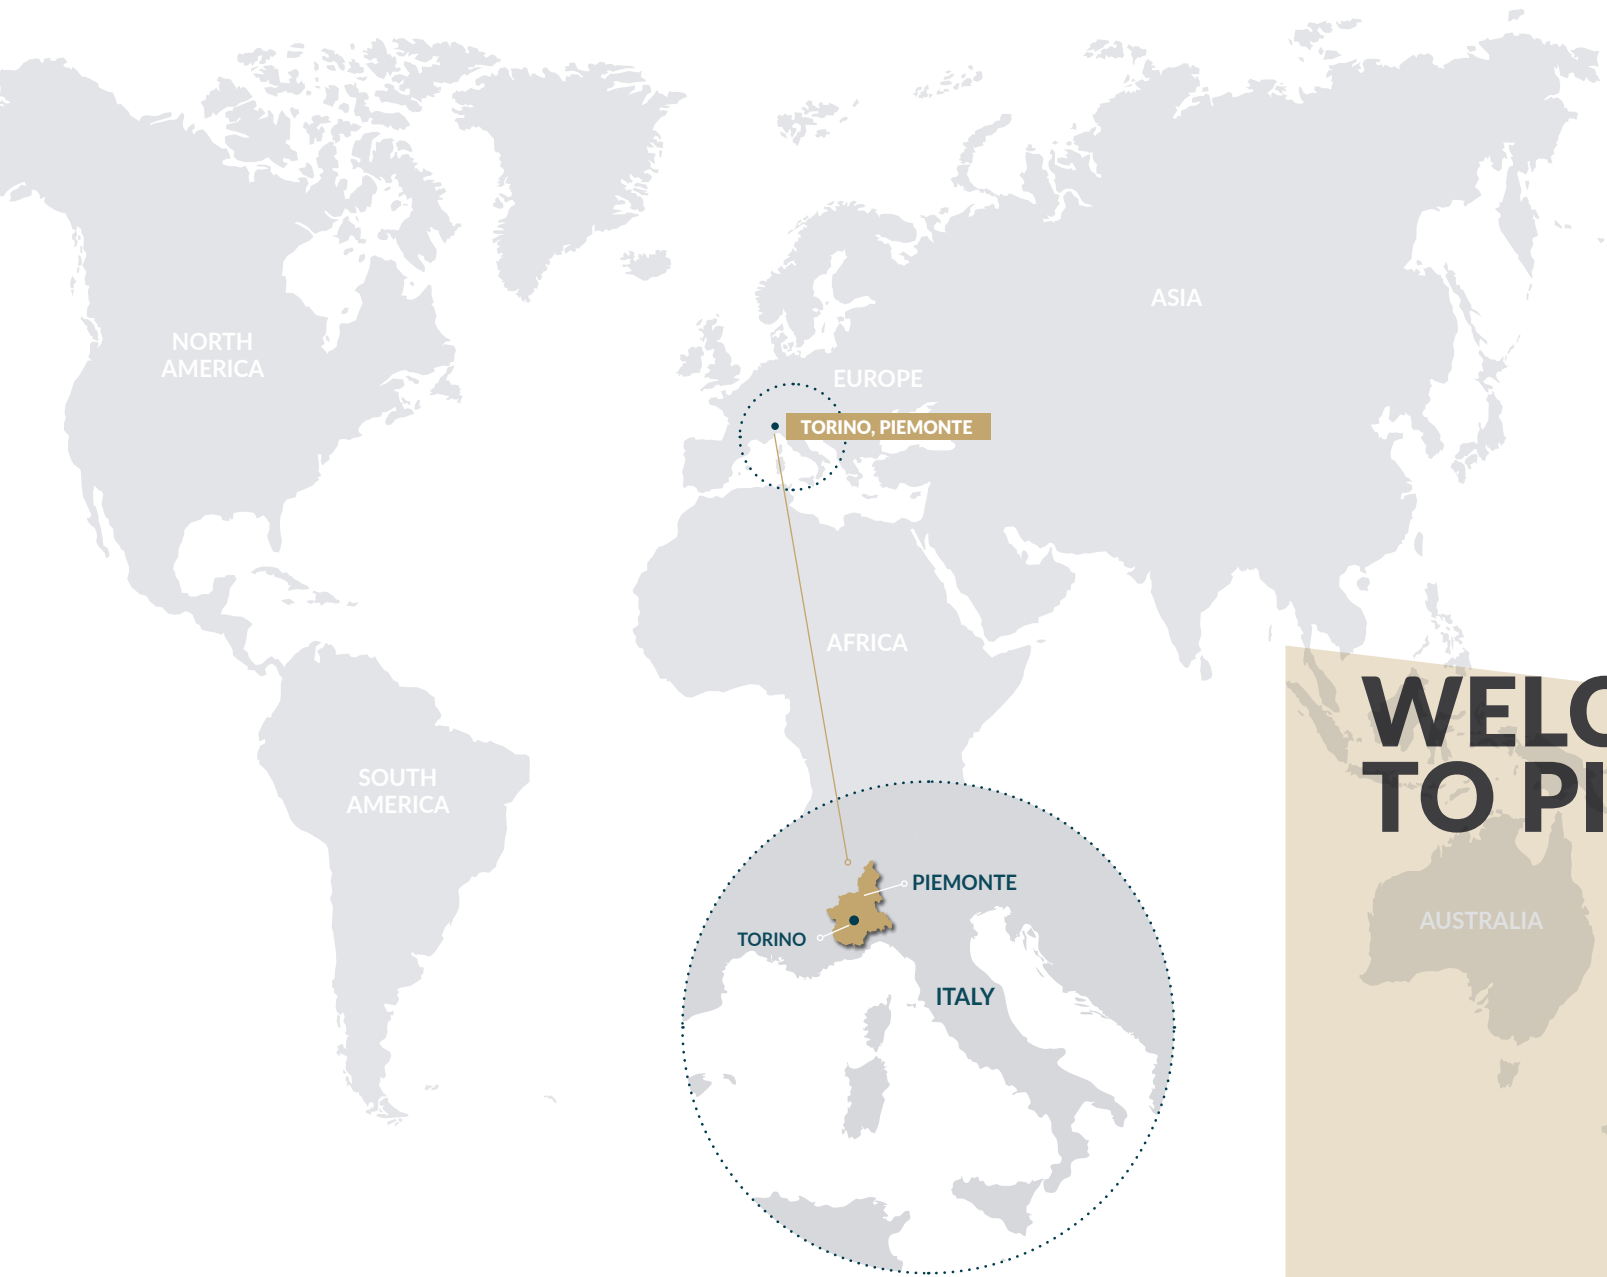 NORTH
AMERICA
ASIA
EUROPE
TORINO, PIEMONTE
AFRICA
SOUTH
AMERICA
WELC
TO PI
PIEMONTE
TORINO
AUSTRALIA
ITALY